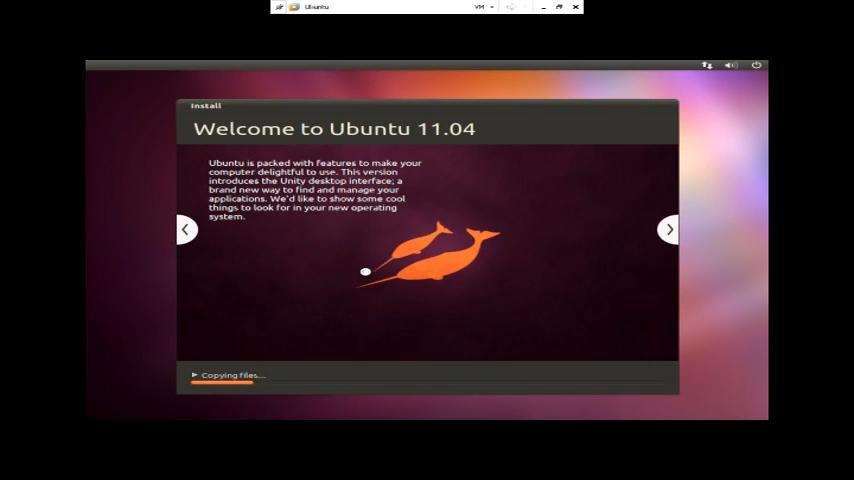 Ubuntu
VM
Install
Welcome to Ubuntu 11.04
Ubuntu is packed with features to make your
computer delightful to use. This version
introduces the Unity desktop interface; a
brand new way to find and manage your
applications. We'd like to show some cool
things to look for in your new operating
system.
Copying files...